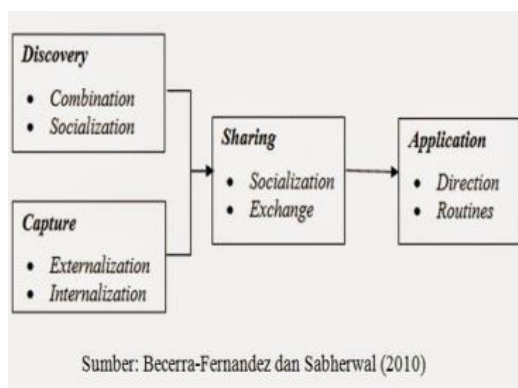 Discovery
• Combination
• Socialization
Capture
• Externalization
• Internalization
Sharing
• Socialization
• Exchange
Application
• Direction
• Routines
Sumber: Becerra-Fernandez dan Sabherwal (2010)